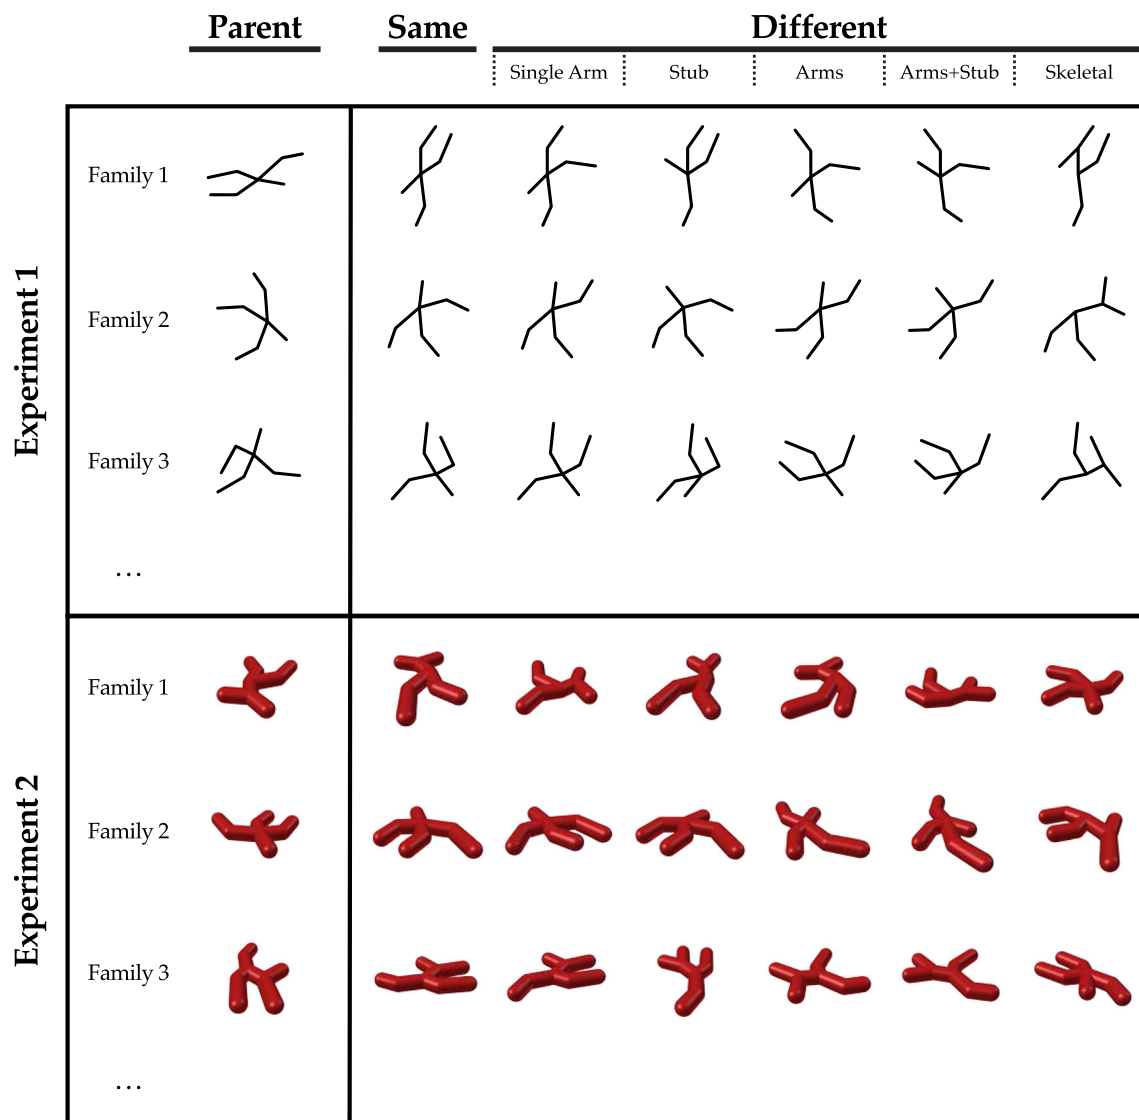 Parent Same Different
Single Arm Stub Arms Arms+Stub Skeletal
Experiment 1
Family 1
Family 2
Family 3
...
Experiment 2
Family 1
Family 2
Family 3
...